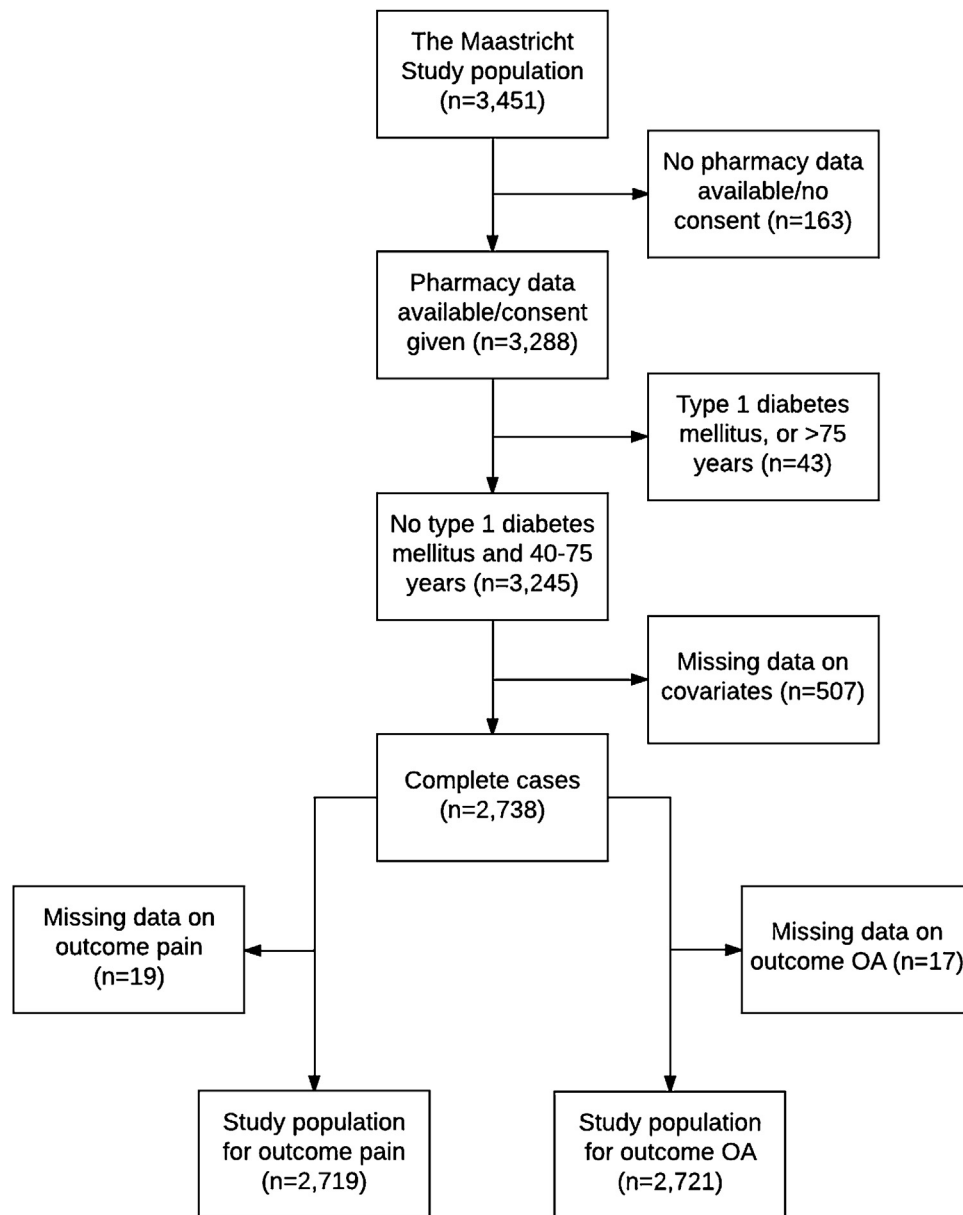 The Maastricht
Study population
(n=3,451)
No pharmacy data
available/no
consent (n=163)
Pharmacy data
available/consent
given (n=3,288)
Type 1 diabetes
mellitus, or >75
years (n=43)
No type 1 diabetes
mellitus and 40-75
years (n=3,245)
Missing data on
covariates (n=507)
Complete cases
(n=2,738)
Missing data on
outcome pain
(n=19)
Missing data on
outcome OA (n=17)
Study population
for outcome pain
(n=2,719)
Study population
for outcome OA
(n=2,721)